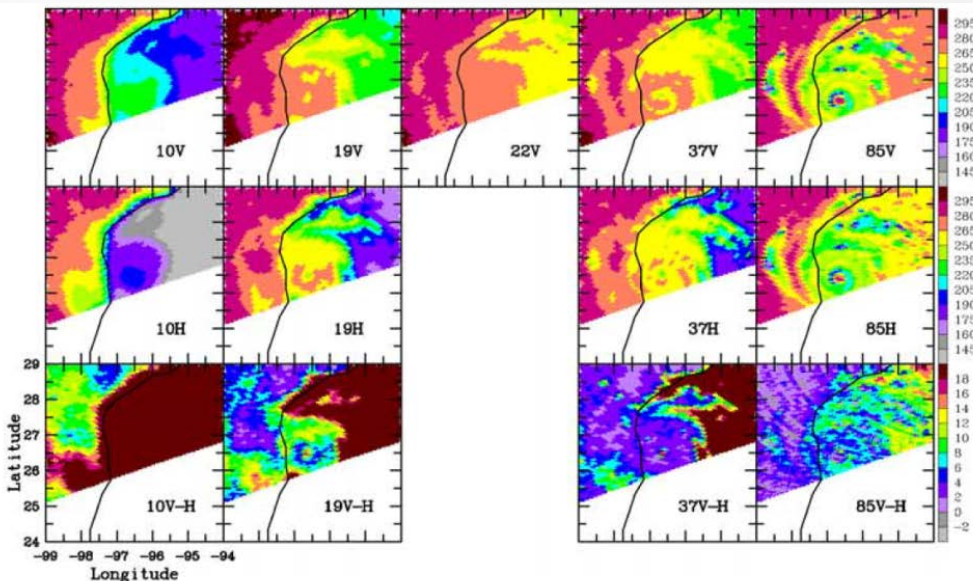 10V
19V
22V
37V
85V
295
280
265
250
235
220
205
190
175
160
145
10H
19H
37H
85H
295
280
265
250
235
220
205
190
175
160
145
Latitude
29
28
27
26
25
24
10V-H
19V-H
37V-H
85V-H
18
16
14
12
10
8
6
4
2
0
-2
-99 -98 -97 -96 -95 -94
Longitude